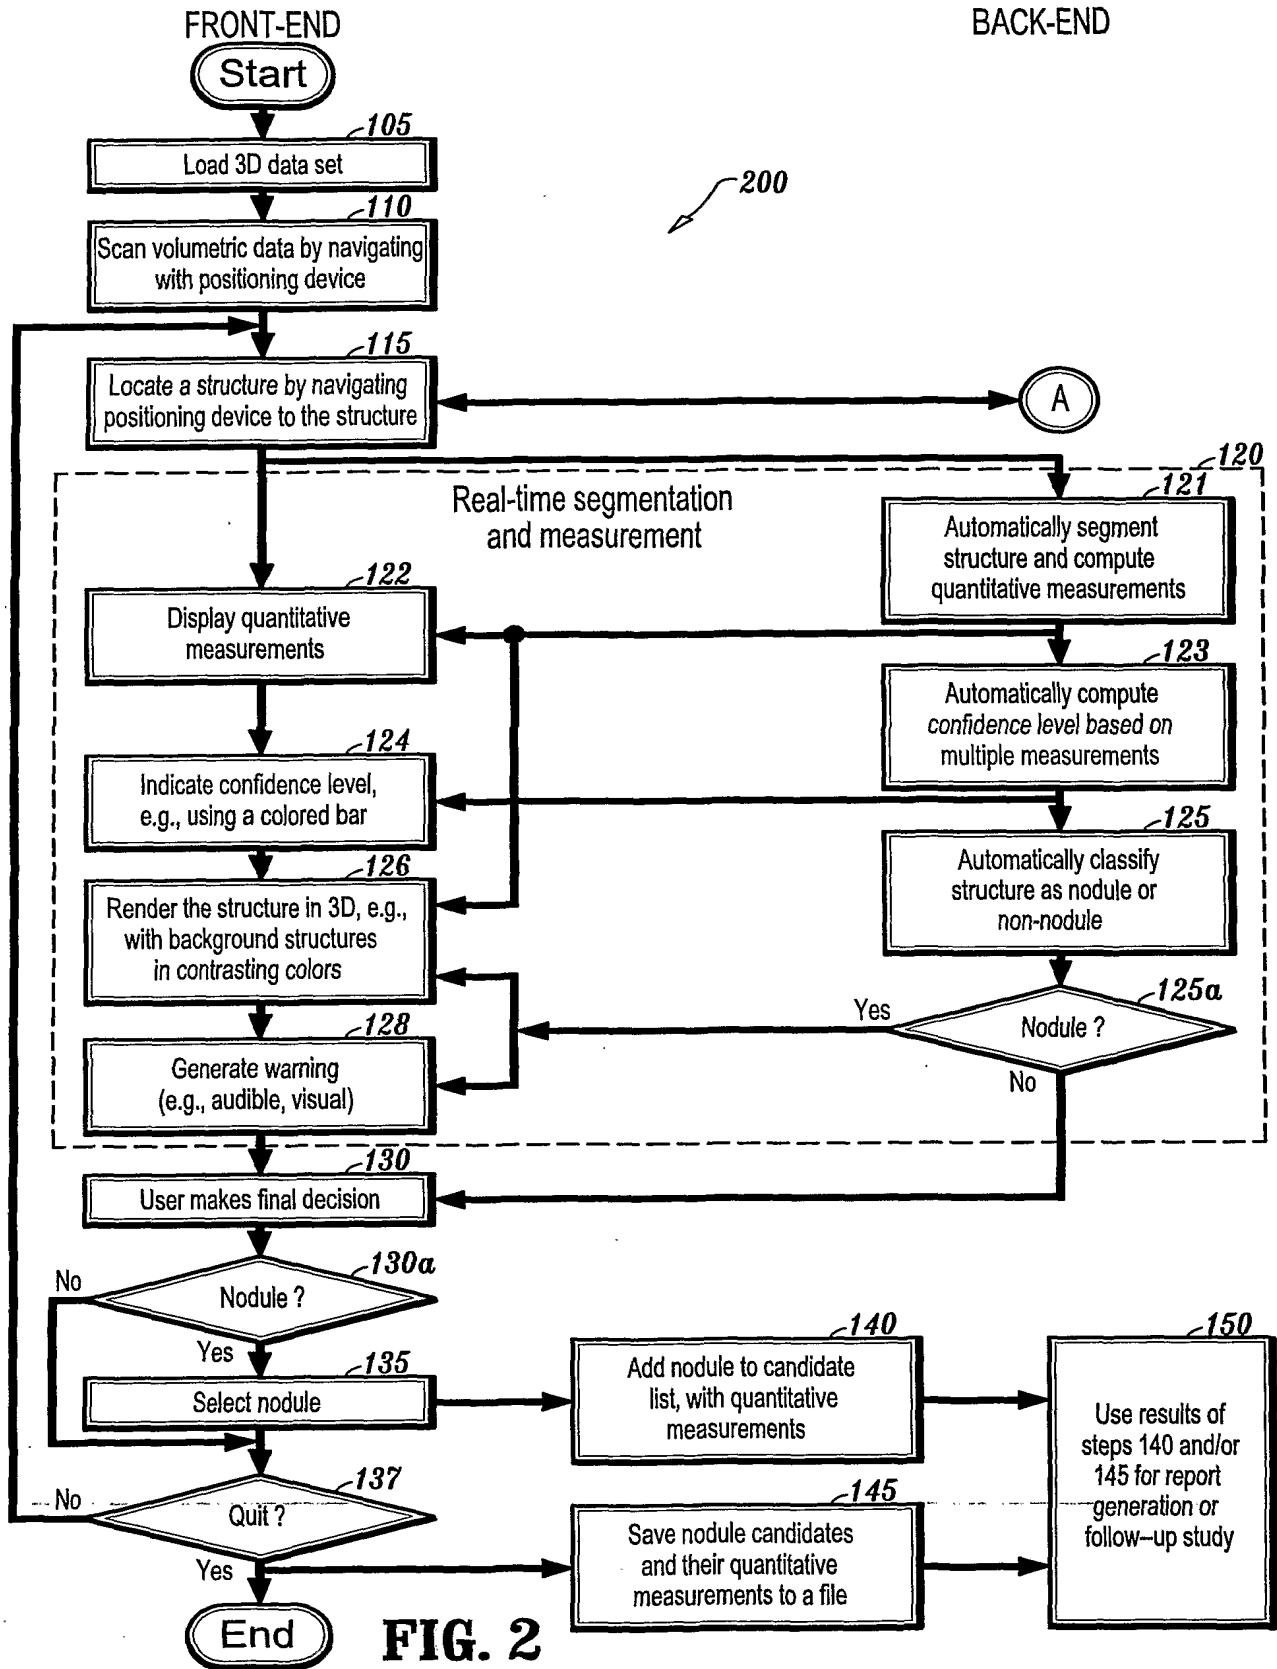 FRONT-END
BACK-END
Start
105
Load 3D data set
200
110
Scan volumetric data by navigating
with positioning device
115
Locate a structure by navigating
positioning device to the structure
A
120
Real-time segmentation
and measurement
121
Automatically segment
structure and compute
quantitative measurements
122
Display quantitative
measurements
123
Automatically compute
confidence level based on
multiple measurements
124
Indicate confidence level,
e.g., using a colored bar
125
Automatically classify
structure as nodule or
non-nodule
126
Render the structure in 3D, e.g.,
with background structures
in contrasting colors
125a
Nodule ?
Yes
No
128
Generate warning
(e.g., audible, visual)
130
User makes final decision
130a
Nodule ?
No
Yes
135
Select nodule
140
Add nodule to candidate
list, with quantitative
measurements
150
Use results of
steps 140 and/or
145 for report
generation or
follow-up study
137
Quit ?
No
Yes
145
Save nodule candidates
and their quantitative
measurements to a file
End
FIG. 2